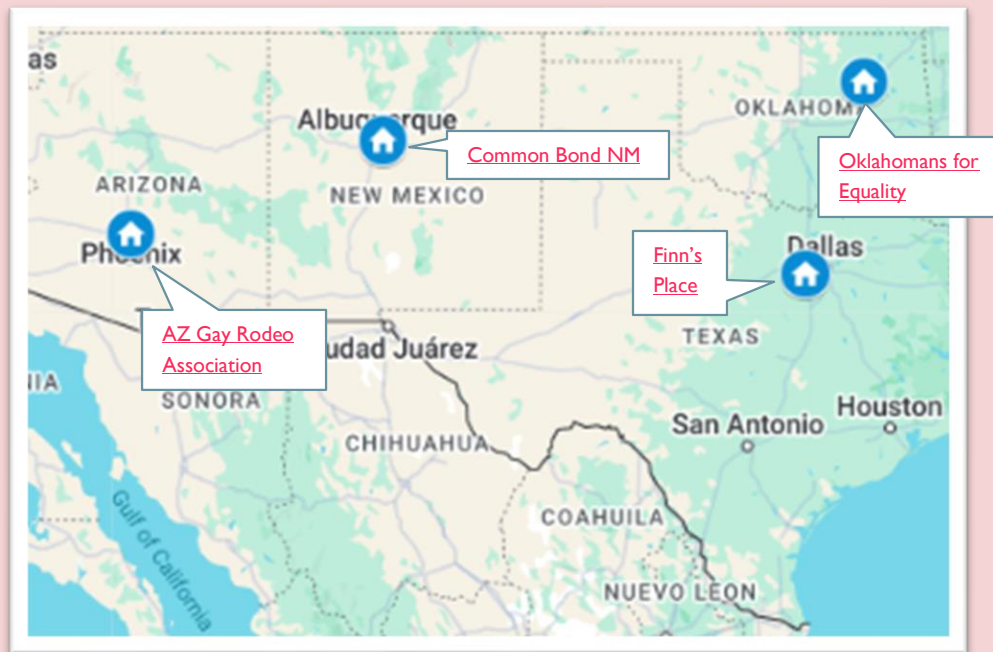 as
Albuquerque
OKLAHOMA
Common Bond NM
Oklahomans for
Equality
ARIZONA
NEW MEXICO
Phoenix
Finn's
Place
Dallas
AZ Gay Rodeo
Association
udad Juárez
TEXAS
NIA
SONORA
San Antonio
Houston
CHIHUAHUA
Gulf of California
COAHUILA
NUEVO LEON